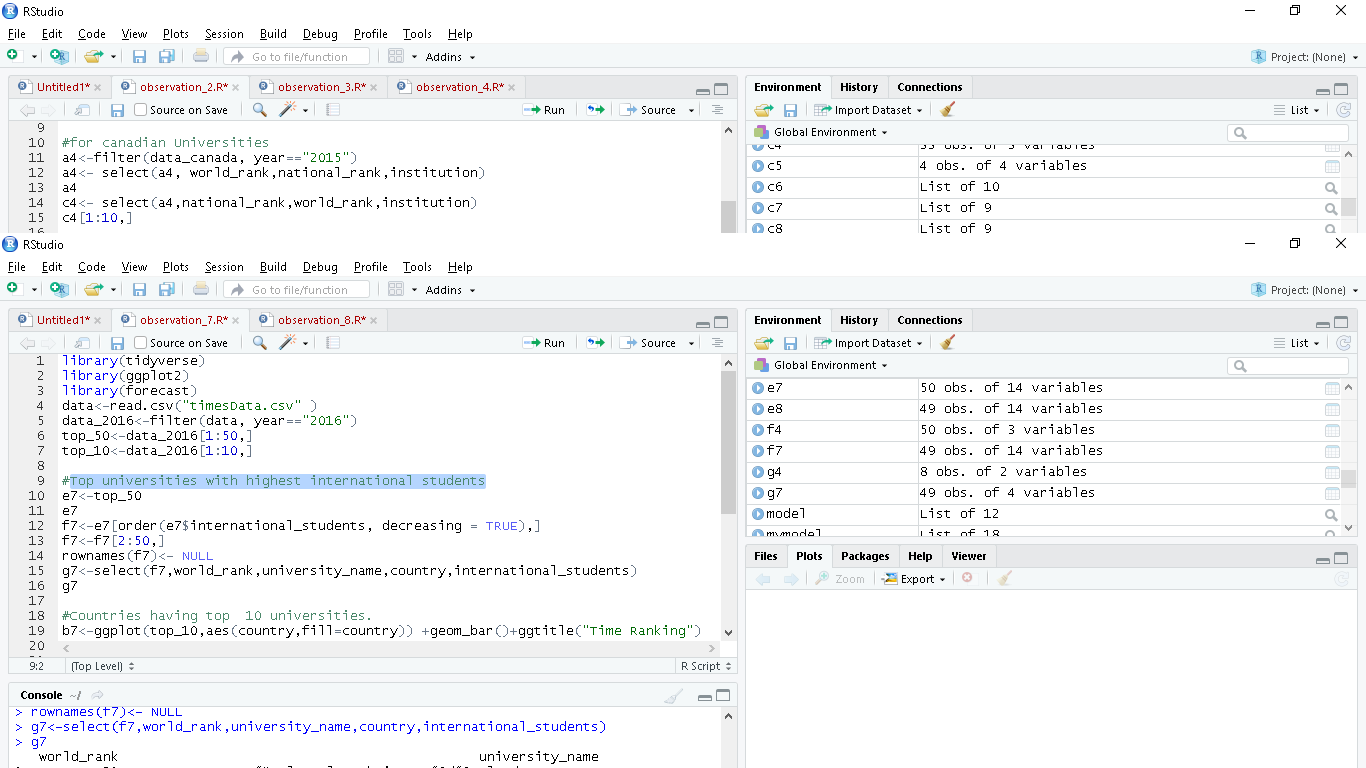 RStudio
File Edit Code View Plots Session Build Debug Profile Tools Help
Go to file/function Addins Project: (None)
Untitled1* observation_2.R* observation_3.R* observation_4.R*
Source on Save Run Source
9
10 #for canadian Universities
11 a4<-filter(data_canada, year=="2015")
12 a4<- select(a4, world_rank,national_rank,institution)
13 a4
14 c4<- select(a4,national_rank,world_rank,institution)
15 c4[1:10,]
16
Environment History Connections
Import Dataset List
Global Environment
c4 55 obs. of 3 variables
c5 4 obs. of 4 variables
c6 List of 10
c7 List of 9
c8 List of 9
RStudio
File Edit Code View Plots Session Build Debug Profile Tools Help
Go to file/function Addins Project: (None)
Untitled1* observation_7.R* observation_8.R*
Source on Save Run Source
1 library(tidyverse)
2 library(ggplot2)
3 library(forecast)
4 data<-read.csv("timesData.csv" )
5 data_2016<-filter(data, year=="2016")
6 top_50<-data_2016[1:50,]
7 top_10<-data_2016[1:10,]
8
9 #Top universities with highest international students
10 e7<-top_50
11 e7
12 f7<-e7[order(e7$international_students, decreasing = TRUE),]
13 f7<-f7[2:50,]
14 rownames(f7)<- NULL
15 g7<-select(f7,world_rank,university_name,country,international_students)
16 g7
17
18 #Countries having top  10 universities.
19 b7<-ggplot(top_10,aes(country,fill=country)) +geom_bar()+ggtitle("Time Ranking")
20
9:2 (Top Level) R Script
Console ~/
> rownames(f7)<- NULL
> g7<-select(f7,world_rank,university_name,country,international_students)
> g7
world_rank university_name
Environment History Connections
Import Dataset List
Global Environment
e7 50 obs. of 14 variables
e8 49 obs. of 14 variables
f4 50 obs. of 3 variables
f7 49 obs. of 14 variables
g4 8 obs. of 2 variables
g7 49 obs. of 4 variables
model List of 12
mymodel List of 18
Files Plots Packages Help Viewer
Zoom Export